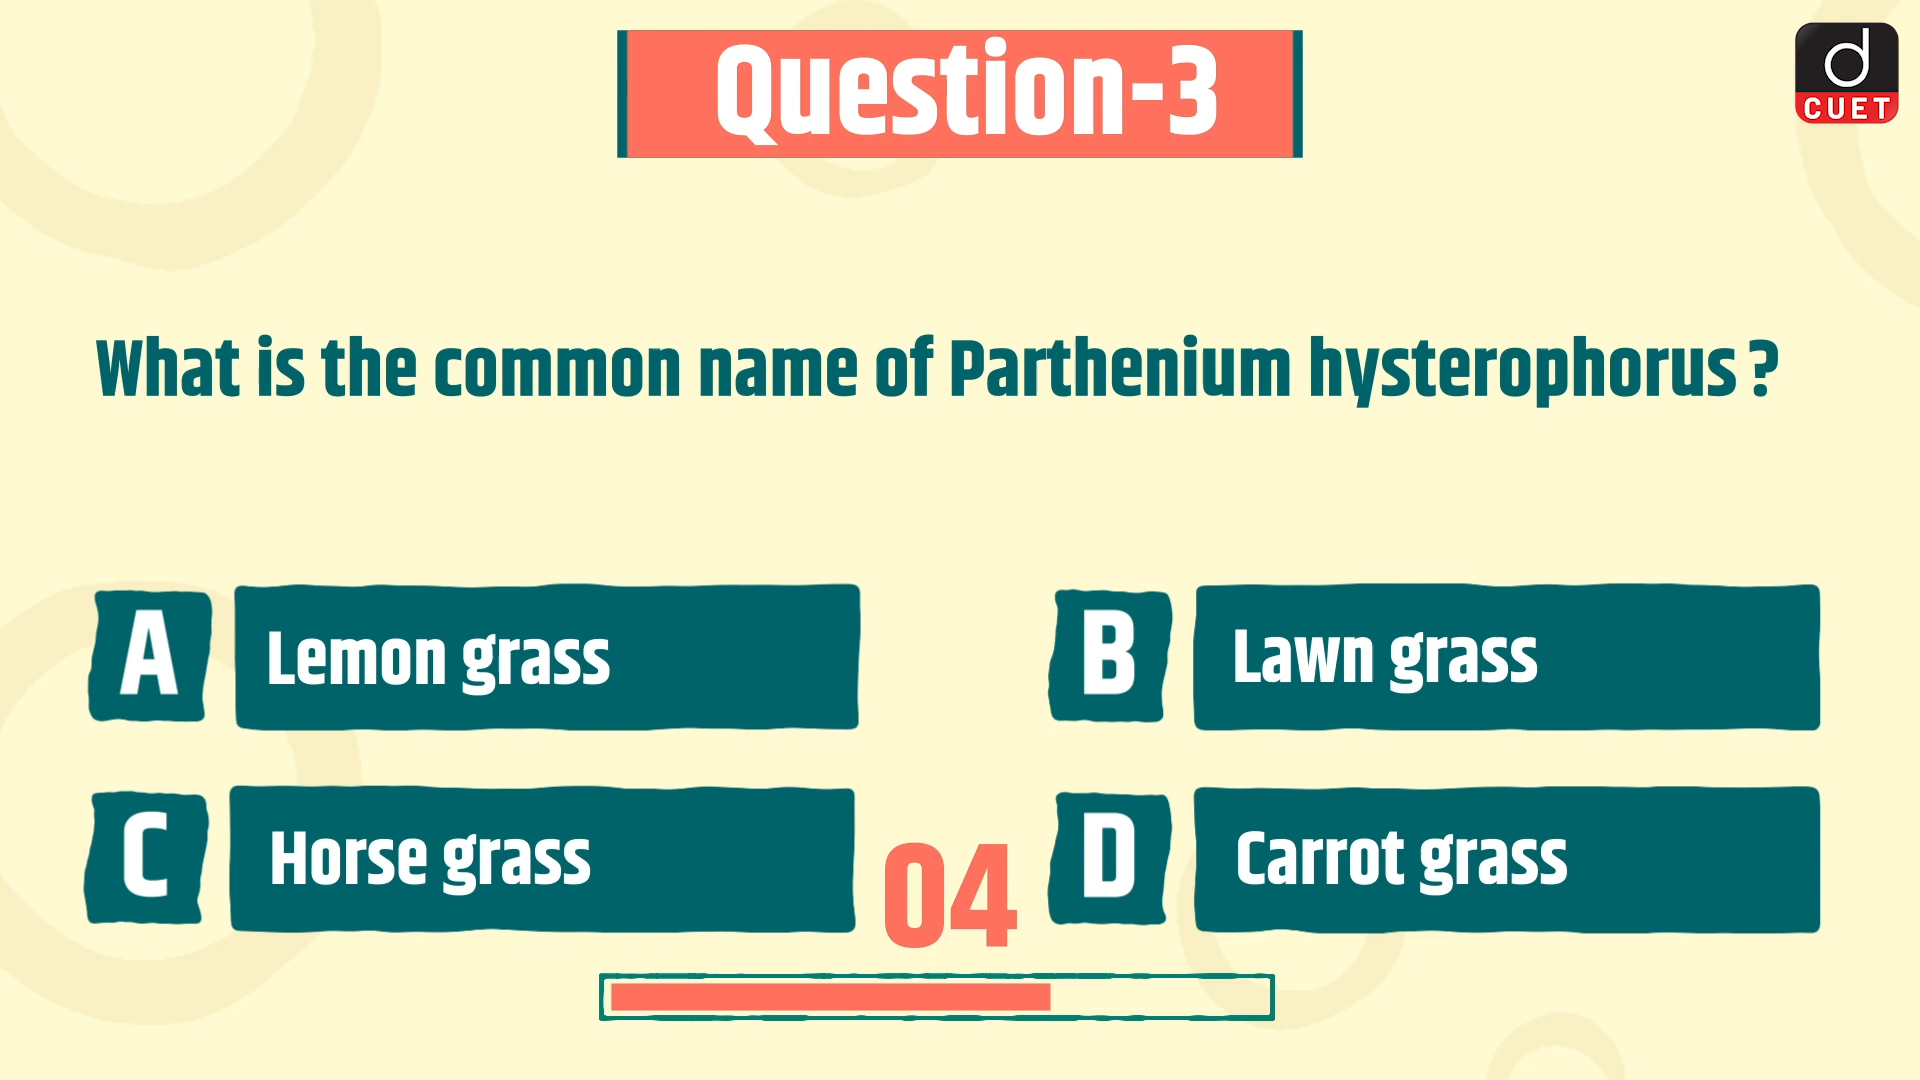 Question-3
d
CUET
What is the common name of Parthenium hysterophorus ?
A Lemon grass
B Lawn grass
C Horse grass
D Carrot grass
04